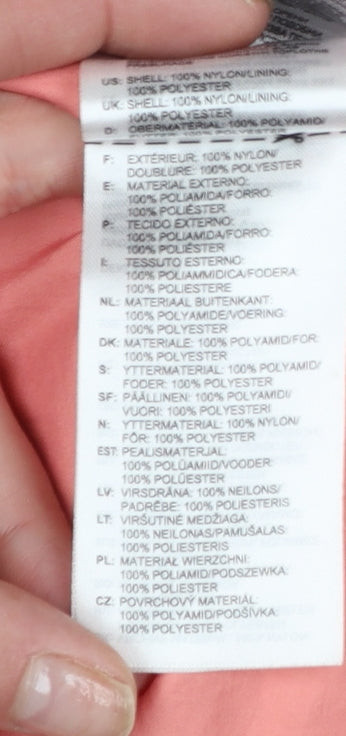 US: SHELL: 100% NYLON/LINING:
100% POLYESTER
UK: SHELL: 100% NYLON/LINING:
100% POLYESTER
D: OBERMATERIAL: 100% POLYAMID/
F: EXTÉRIEUR: 100% NYLON/
DOUBLURE: 100% POLYESTER
E: MATERIAL EXTERNO:
100% POLIAMIDA/FORRO:
100% POLIÉSTER
P: TECIDO EXTERNO:
100% POLIAMIDA/FORRO:
100% POLIÉSTER
I: TESSUTO ESTERNO:
100% POLIAMMIDICA/FODERA:
100% POLIESTERE
NL: MATERIAAL BUITENKANT:
100% POLYAMIDE/VOERING:
100% POLYESTER
DK: MATERIALE: 100% POLYAMID/FOR:
100% POLYESTER
S: YTTERMATERIAL: 100% POLYAMID/
FODER: 100% POLYESTER
SF: PÄÄLLINEN: 100% POLYAMIDI/
VUORI: 100% POLYESTERI
N: YTTERMATERIAL: 100% NYLON/
FÔR: 100% POLYESTER
EST: PEALISMATERJAL:
100% POLÜAMIID/VOODER:
100% POLÜESTER
LV: VIRSDRĀNA: 100% NEILONS/
PADRĒBE: 100% POLIESTERIS
LT: VIRŠUTINĖ MEDŽIAGA:
100% NEILONAS/PAMUŠALAS:
100% POLIESTERIS
PL: MATERIAŁ WIERZCHNI:
100% POLIAMID/PODSZEWKA:
100% POLIESTER
CZ: POVRCHOVÝ MATERIÁL:
100% POLYAMID/PODŠÍVKA:
100% POLYESTER